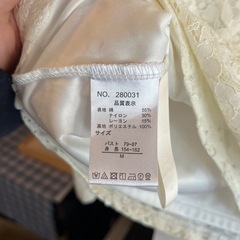 NO. 280031
品質表示
表地 綿 55%
ナイロン 30%
レーヨン 15%
裏地 ポリエステル 100%
サイズ
バスト 79-87
身長 154-162
M